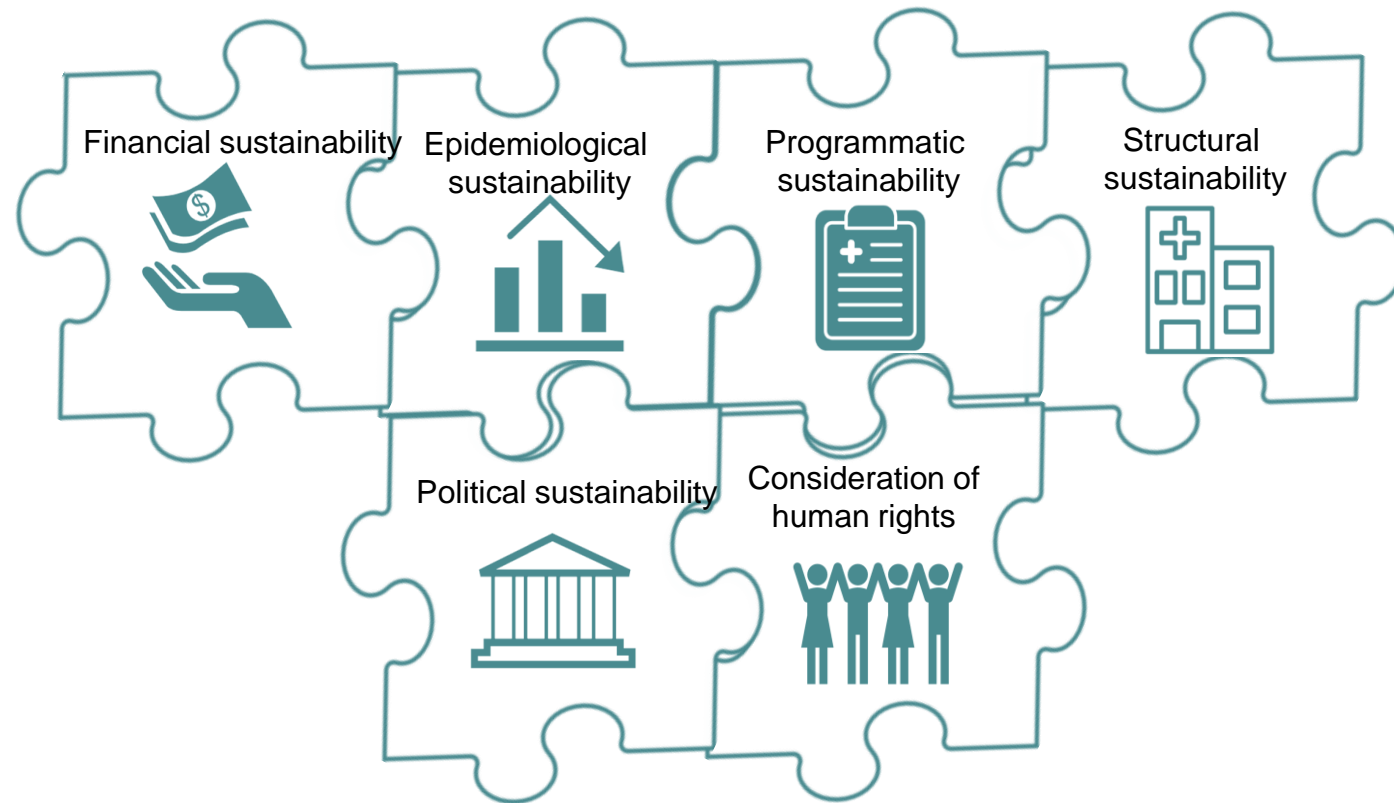 Financial sustainability
Epidemiological
sustainability
Programmatic
sustainability
Structural
sustainability
$
Political sustainability
Consideration of
human rights